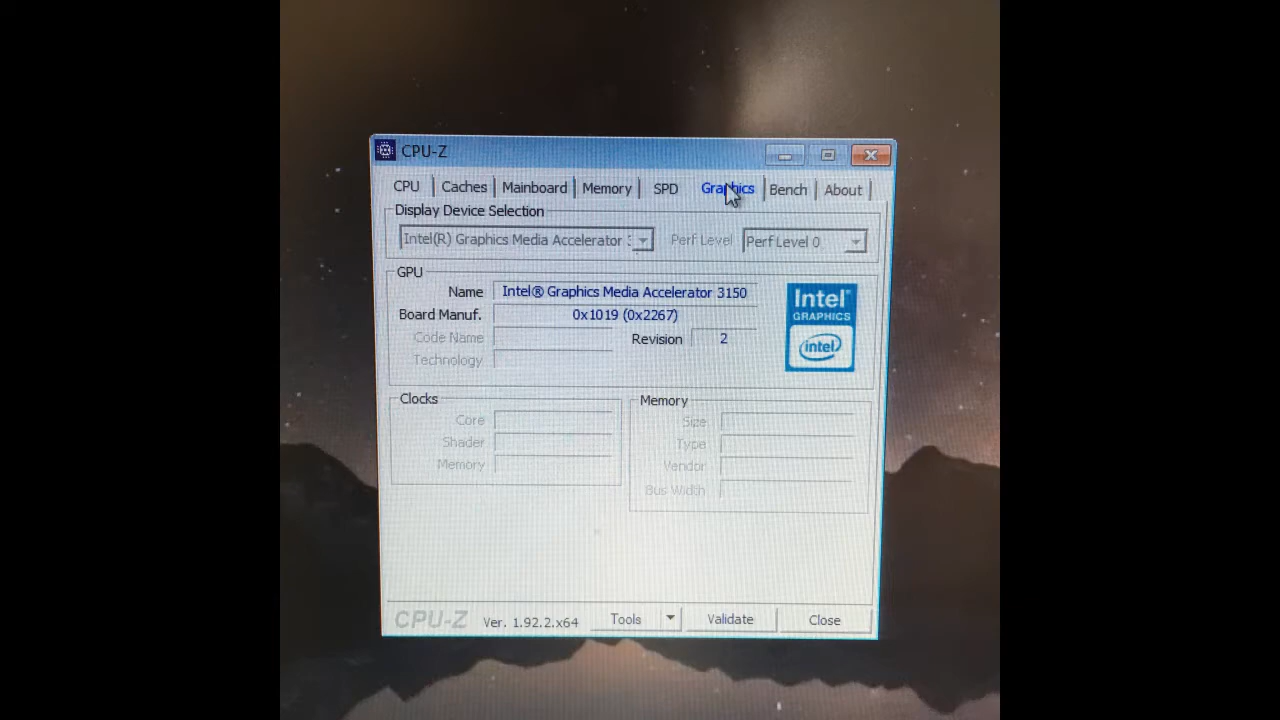 CPU-Z
CPU Caches Mainboard Memory SPD Graphics Bench About
Display Device Selection
Intel(R) Graphics Media Accelerator Perf Level Perf Level 0
GPU
Name Intel® Graphics Media Accelerator 3150
Board Manuf. 0x1019 (0x2267)
Code Name Revision 2
Technology
intel GRAPHICS
intel
Clocks
Core
Shader
Memory
Memory
Size
Type
Vendor
Bus Width
CPU-Z Ver. 1.92.2.x64 Tools Validate Close